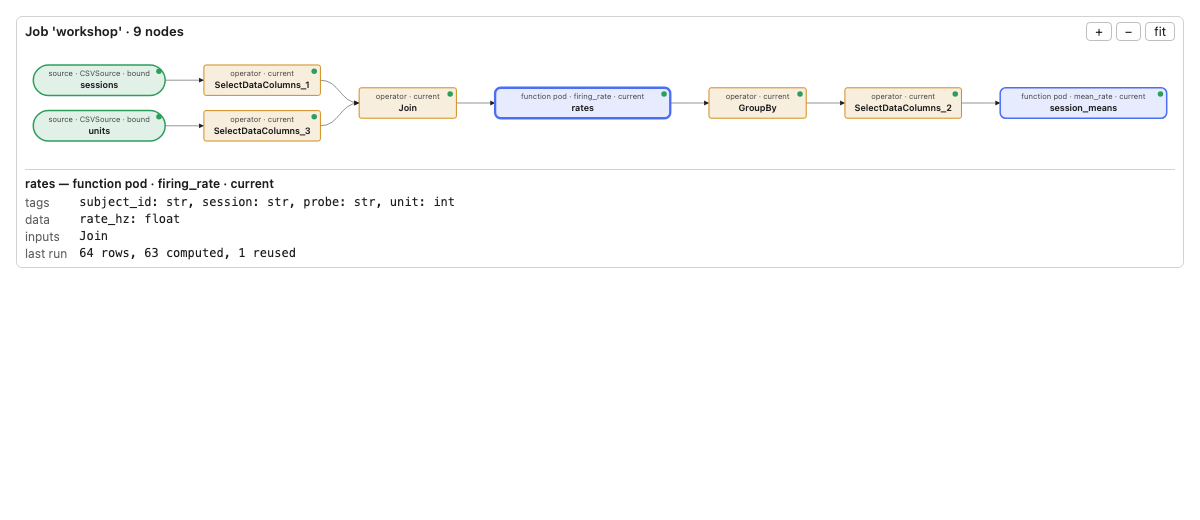 Job 'workshop' · 9 nodes
+ − fit
source · CSVSource · bound
sessions
operator · current
SelectDataColumns_1
source · CSVSource · bound
units
operator · current
SelectDataColumns_3
operator · current
Join
function pod · firing_rate · current
rates
operator · current
GroupBy
operator · current
SelectDataColumns_2
function pod · mean_rate · current
session_means
rates — function pod · firing_rate · current
tags subject_id: str, session: str, probe: str, unit: int
data rate_hz: float
inputs Join
last run 64 rows, 63 computed, 1 reused